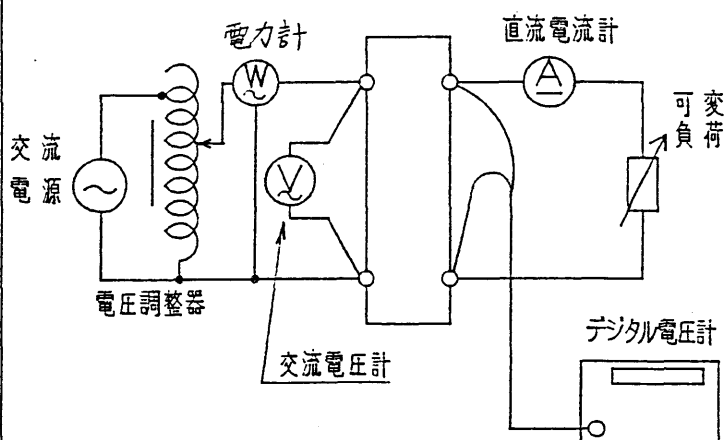 電力計
直流電流計
W
A
可変
負荷
交流
電源
V
電圧調整器
交流電圧計
デジタル電圧計